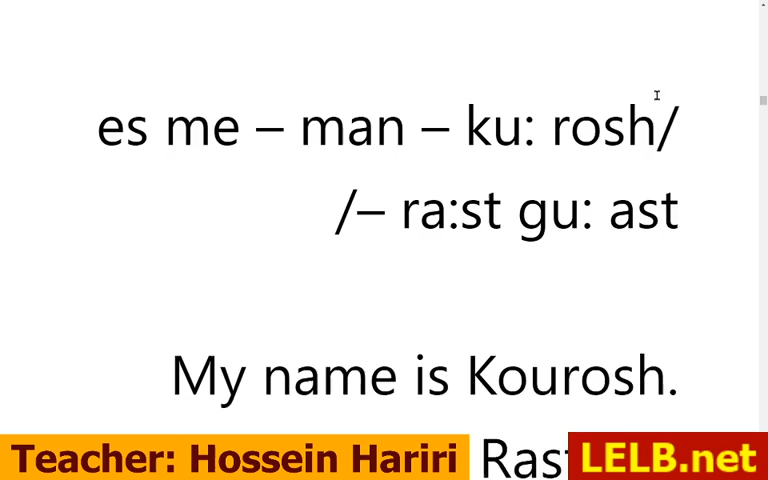 es me – man – ku: rosh/
/– ra:st gu: ast
My name is Kourosh.
Teacher: Hossein Hariri
LELB.net